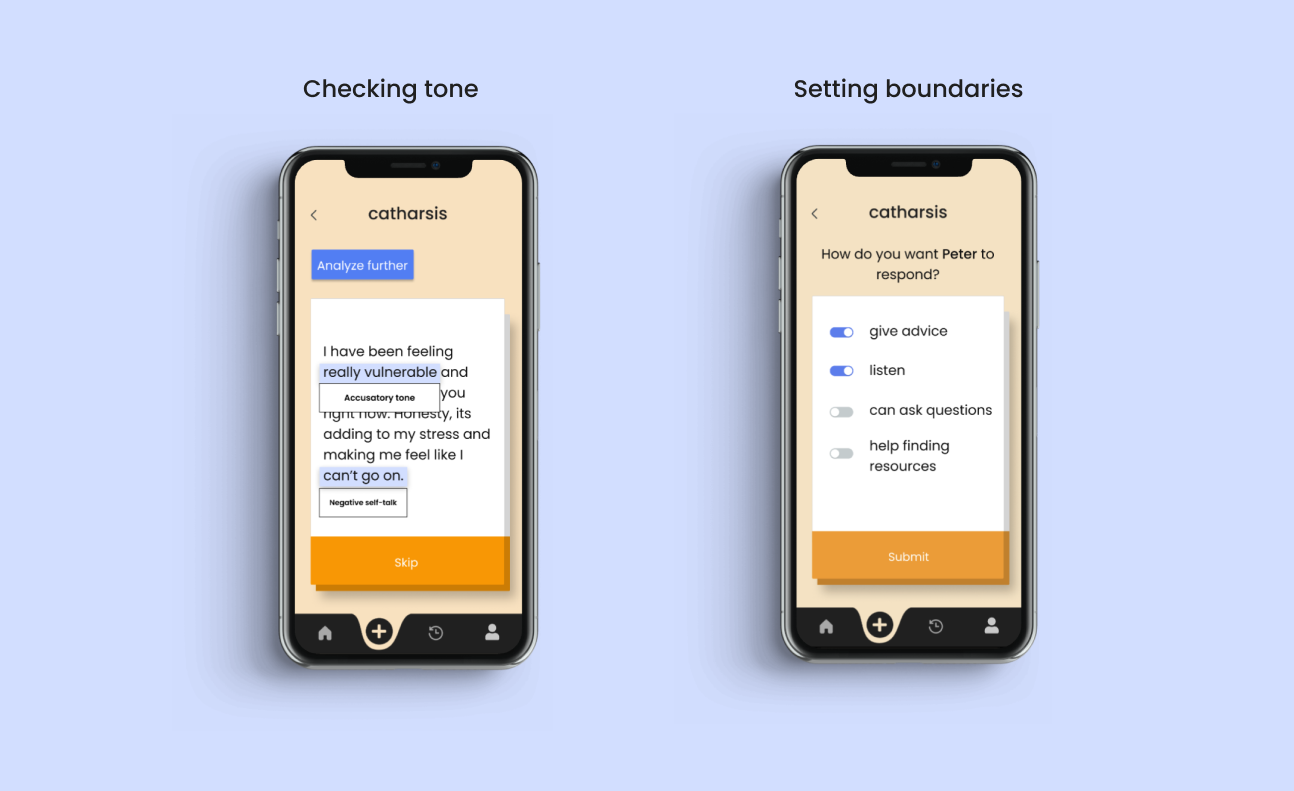 Checking tone
Setting boundaries
catharsis
Analyze further
I have been feeling
really vulnerable and
you
Accusatory tone
right now. Honesty, its
adding to my stress and
making me feel like I
can't go on.
Negative self-talk
Skip
catharsis
How do you want Peter to
respond?
give advice
listen
can ask questions
help finding
resources
Submit